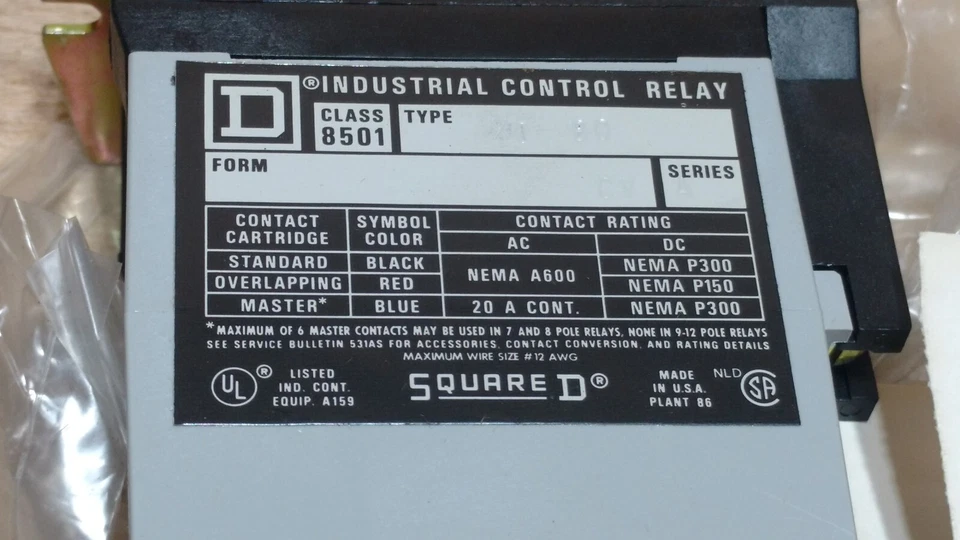 D ® INDUSTRIAL CONTROL RELAY
CLASS 8501 TYPE
FORM SERIES
CONTACT CARTRIDGE SYMBOL COLOR CONTACT RATING
AC DC
STANDARD BLACK NEMA A600 NEMA P300
OVERLAPPING RED NEMA P150
MASTER* BLUE 20 A CONT. NEMA P300
*MAXIMUM OF 6 MASTER CONTACTS MAY BE USED IN 7 AND 8 POLE RELAYS, NONE IN 9-12 POLE RELAYS
SEE SERVICE BULLETIN 531AS FOR ACCESSORIES, CONTACT CONVERSION, AND RATING DETAILS
MAXIMUM WIRE SIZE #12 AWG
UL ® LISTED IND. CONT. EQUIP. A159
SQUARE D ®
MADE IN U.S.A. PLANT 86
NLD SA